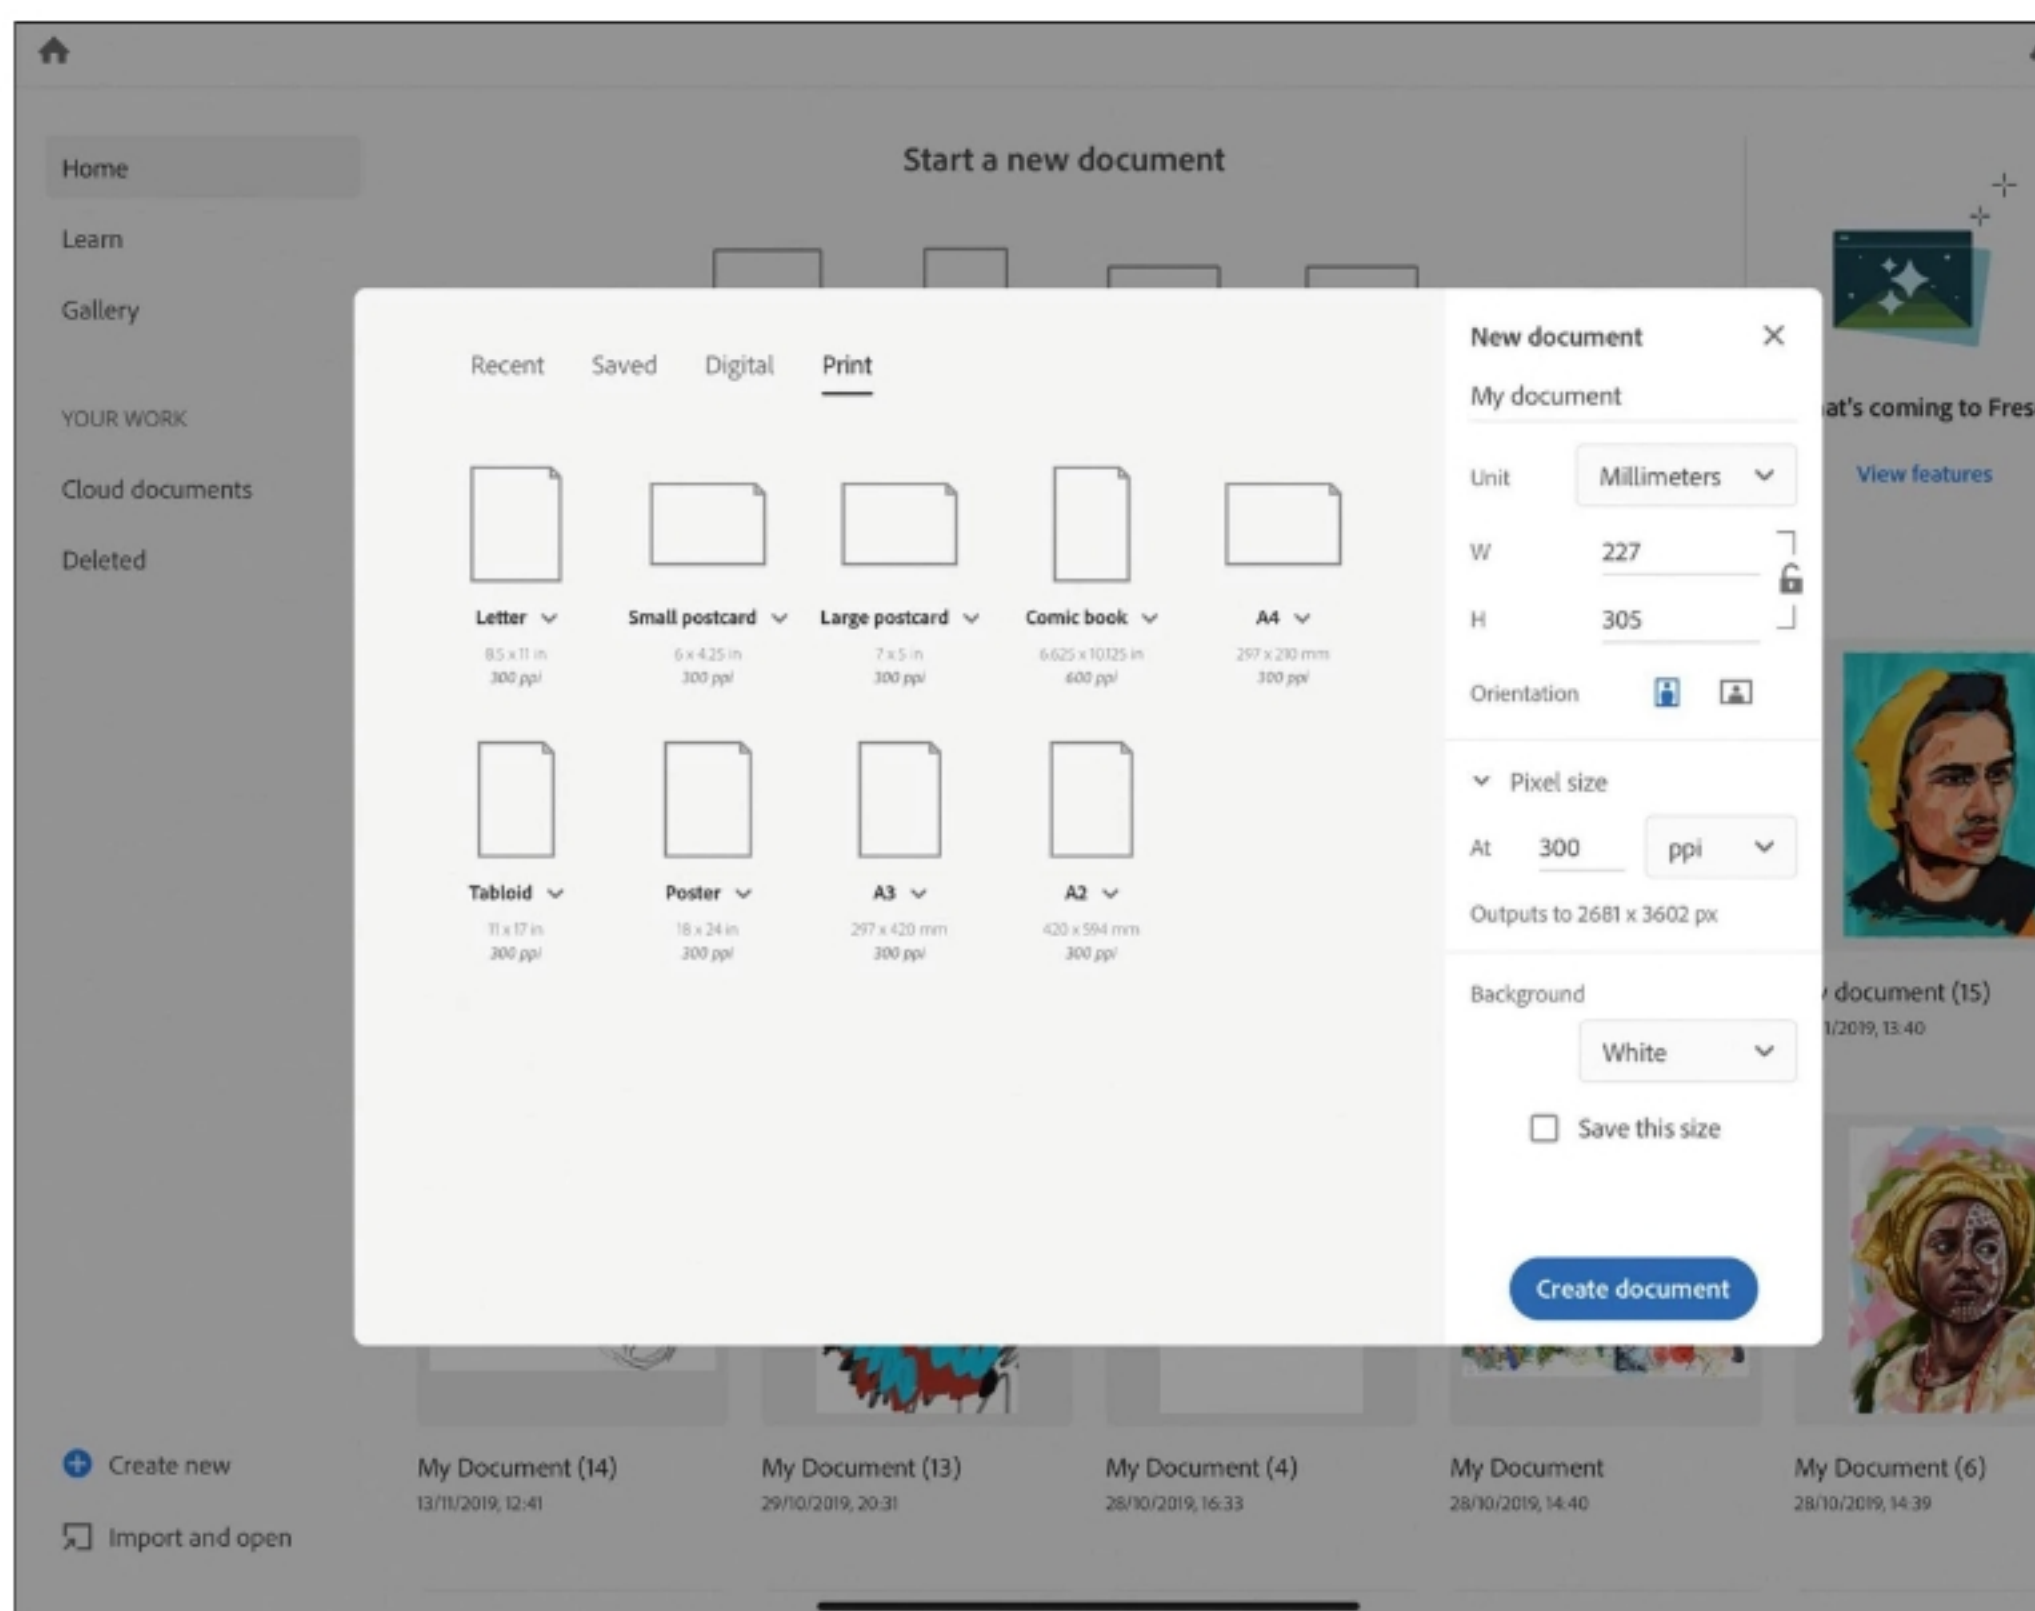 Home
Learn
Gallery
YOUR WORK
Cloud documents
Deleted
Create new
Import and open
Start a new document
Recent Saved Digital Print
Letter Small postcard Large postcard Comic book A4
8.5 x 11 in 6 x 4.25 in 7 x 5 in 6.625 x 10.125 in 297 x 210 mm
300 ppi 300 ppi 300 ppi 600 ppi 300 ppi
Tabloid Poster A3 A2
11 x 17 in 18 x 24 in 297 x 420 mm 420 x 594 mm
300 ppi 300 ppi 300 ppi 300 ppi
New document
My document
Unit Millimeters
W 227
H 305
Orientation
Pixel size
At 300 ppi
Outputs to 2681 x 3602 px
Background
White
Save this size
Create document
at's coming to Fres
View features
document (15)
1/2019, 13:40
My Document (14) My Document (13) My Document (4) My Document My Document (6)
13/11/2019, 12:41 29/10/2019, 20:31 28/10/2019, 16:33 28/10/2019, 14:40 28/10/2019, 14:39